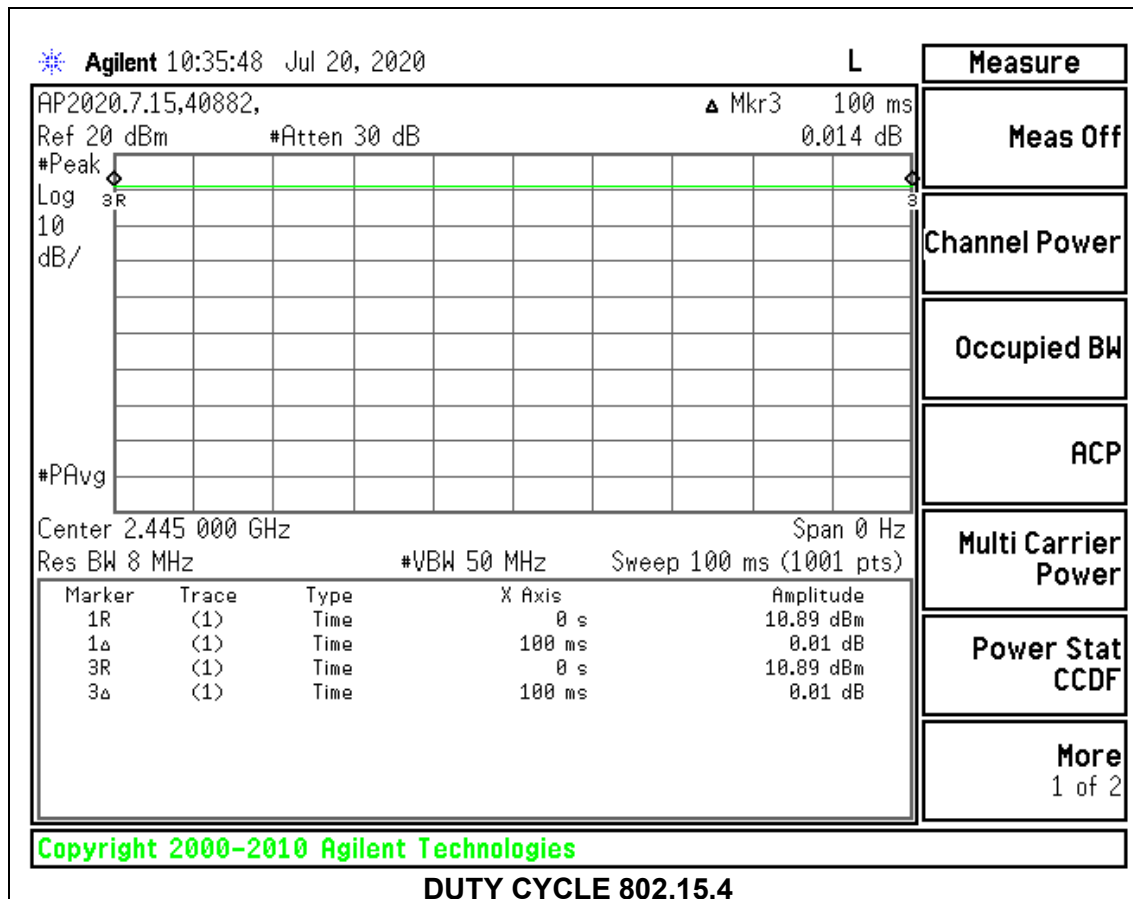 Agilent 10:35:48 Jul 20, 2020 L
AP2020.7.15,40882, Δ Mkr3 100 ms
Ref 20 dBm #Atten 30 dB 0.014 dB
#Peak
Log
10
dB/
3R 3
#PAvg
Center 2.445 000 GHz Span 0 Hz
Res BW 8 MHz #VBW 50 MHz Sweep 100 ms (1001 pts)
Marker Trace Type X Axis Amplitude
1R (1) Time 0 s 10.89 dBm
1Δ (1) Time 100 ms 0.01 dB
3R (1) Time 0 s 10.89 dBm
3Δ (1) Time 100 ms 0.01 dB
Measure
Meas Off
Channel Power
Occupied BW
ACP
Multi Carrier
Power
Power Stat
CCDF
More
1 of 2
Copyright 2000-2010 Agilent Technologies
DUTY CYCLE 802.15.4